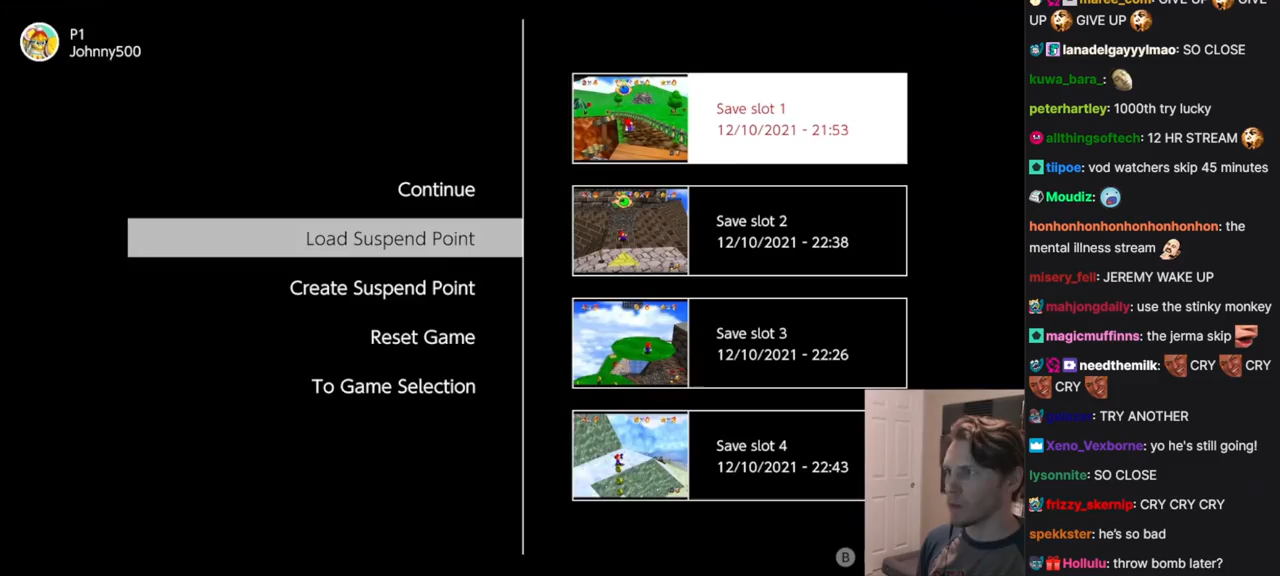 P1
Johnny500
Continue
Load Suspend Point
Create Suspend Point
Reset Game
To Game Selection
Save slot 1
12/10/2021 - 21:53
Save slot 2
12/10/2021 - 22:38
Save slot 3
12/10/2021 - 22:26
Save slot 4
12/10/2021 - 22:43
B
UP GIVE UP
lanadelgayyylmao: SO CLOSE
kuwa_bara_:
peterhartley: 1000th try lucky
allthingsoftech: 12 HR STREAM
tiipoe: vod watchers skip 45 minutes
Moudiz:
honhonhonhonhonhonhonhon: the
mental illness stream
misery_fell: JEREMY WAKE UP
mahjongdaily: use the stinky monkey
magicmuffinns: the jerma skip
needthemilk: CRY CRY
CRY
TRY ANOTHER
Xeno_Vexborne: yo he's still going!
lysonnite: SO CLOSE
frizzy_skernip: CRY CRY CRY
spekkster: he's so bad
Hollulu: throw bomb later?